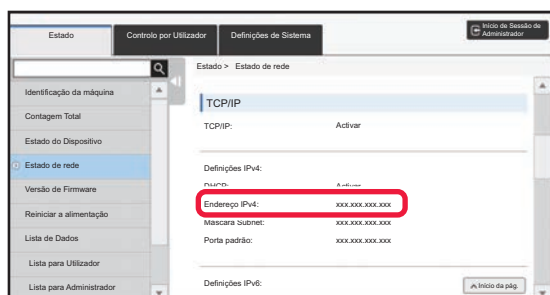 Estado
Controlo por Utilizador
Definições de Sistema
Início de Sessão de
Administrador
Estado > Estado de rede
Identificação da máquina
Contagem Total
Estado do Dispositivo
Estado de rede
Versão de Firmware
Reiniciar a alimentação
Lista de Dados
Lista para Utilizador
Lista para Administrador
TCP/IP
TCP/IP: Activar
Definições IPv4:
DHCP: Activar
Endereço IPv4: xxx.xxx.xxx.xxx
Máscara Subnet: xxx.xxx.xxx.xxx
Porta padrão: xxx.xxx.xxx.xxx
Definições IPv6:
Início da pág.